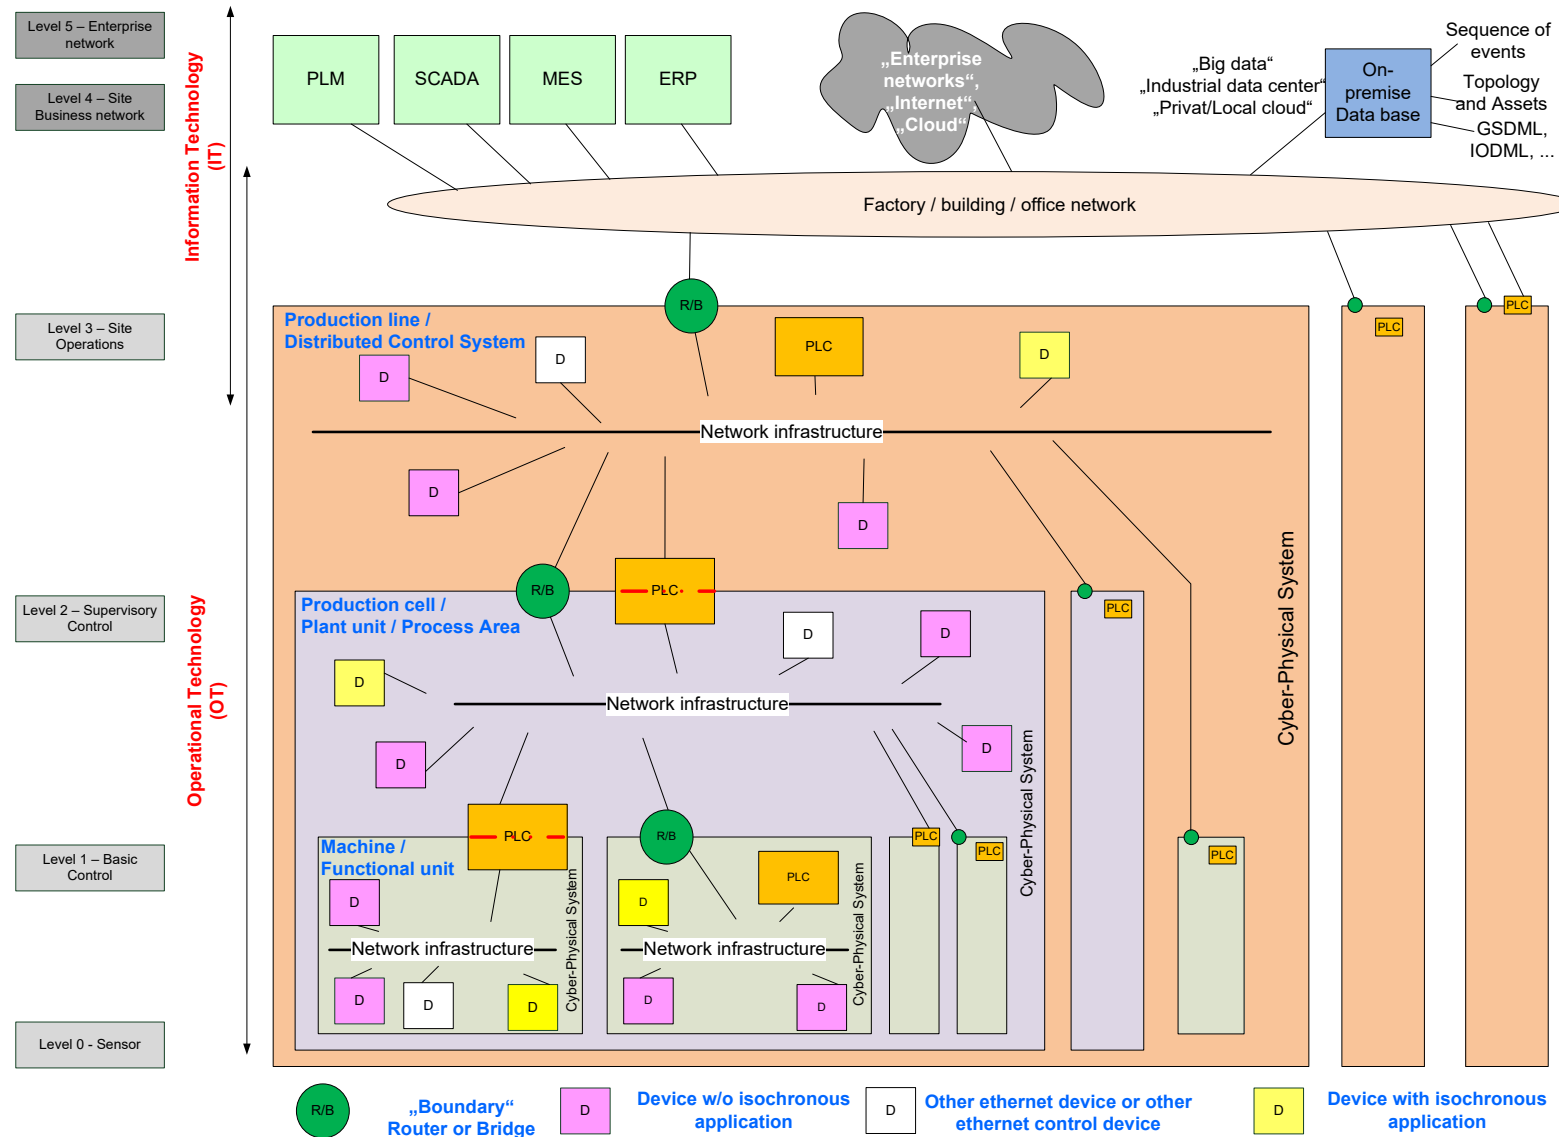 Level 5 – Enterprise
network
Level 4 – Site
Business network
Level 3 – Site
Operations
Level 2 – Supervisory
Control
Level 1 – Basic
Control
Level 0 - Sensor
Information Technology
(IT)
Operational Technology
(OT)
PLM
SCADA
MES
ERP
„Enterprise
networks“,
„Internet“,
„Cloud“
„Big data“
„Industrial data center“
„Privat/Local cloud“
On-
premise
Data base
Sequence of
events
Topology
and Assets
GSDML,
IODML, ...
Factory / building / office network
R/B
Production line /
Distributed Control System
D
D
PLC
D
Network infrastructure
D
D
Cyber-Physical System
PLC
PLC
R/B
PLC
Production cell /
Plant unit / Process Area
D
D
D
Network infrastructure
D
D
Cyber-Physical System
PLC
PLC
Machine /
Functional unit
D
Network infrastructure
D
D
D
Cyber-Physical System
R/B
PLC
D
Network infrastructure
D
D
Cyber-Physical System
PLC
PLC
PLC
R/B
„Boundary“
Router or Bridge
D
Device w/o isochronous
application
D
Other ethernet device or other
ethernet control device
D
Device with isochronous
application